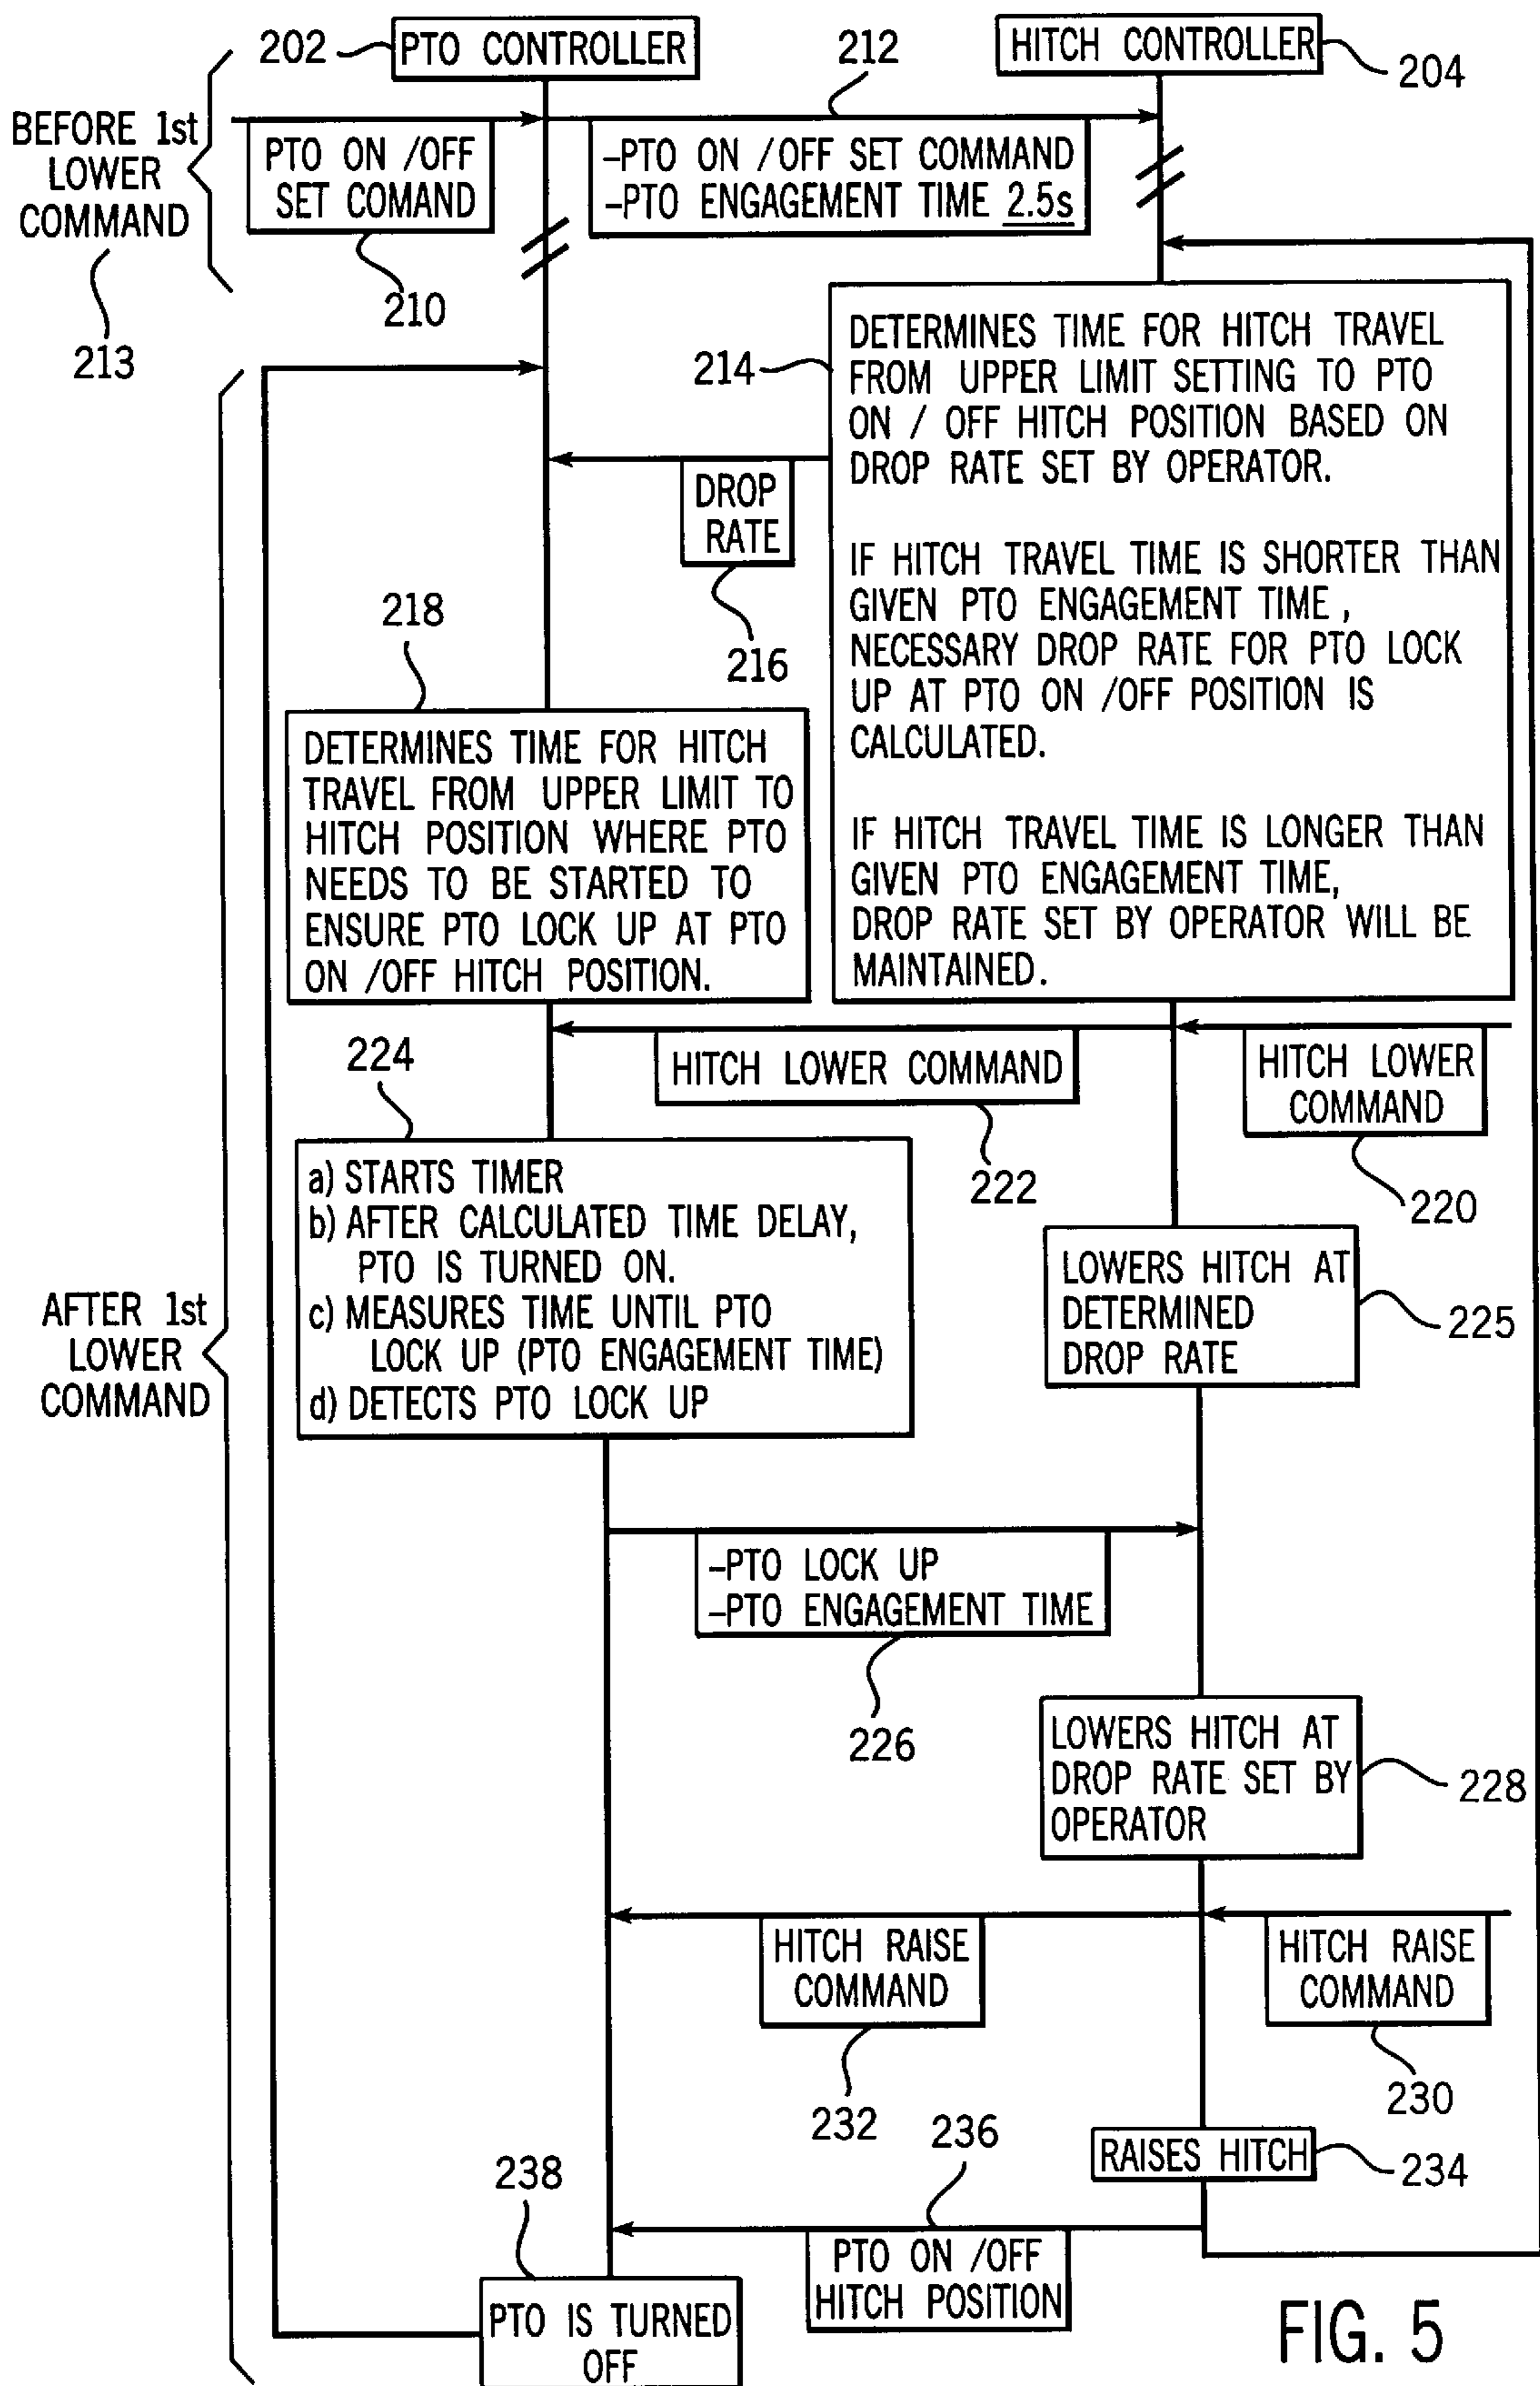 202
PTO CONTROLLER
212
HITCH CONTROLLER
204
BEFORE 1st
LOWER
COMMAND
213
PTO ON /OFF
SET COMAND
210
-PTO ON /OFF SET COMMAND
-PTO ENGAGEMENT TIME 2.5s
214
DETERMINES TIME FOR HITCH TRAVEL
FROM UPPER LIMIT SETTING TO PTO
ON / OFF HITCH POSITION BASED ON
DROP RATE SET BY OPERATOR.
IF HITCH TRAVEL TIME IS SHORTER THAN
GIVEN PTO ENGAGEMENT TIME ,
NECESSARY DROP RATE FOR PTO LOCK
UP AT PTO ON /OFF POSITION IS
CALCULATED.
IF HITCH TRAVEL TIME IS LONGER THAN
GIVEN PTO ENGAGEMENT TIME,
DROP RATE SET BY OPERATOR WILL BE
MAINTAINED.
DROP
RATE
216
218
DETERMINES TIME FOR HITCH
TRAVEL FROM UPPER LIMIT TO
HITCH POSITION WHERE PTO
NEEDS TO BE STARTED TO
ENSURE PTO LOCK UP AT PTO
ON /OFF HITCH POSITION.
HITCH LOWER COMMAND
222
HITCH LOWER
COMMAND
220
224
a) STARTS TIMER
b) AFTER CALCULATED TIME DELAY,
PTO IS TURNED ON.
c) MEASURES TIME UNTIL PTO
LOCK UP (PTO ENGAGEMENT TIME)
d) DETECTS PTO LOCK UP
LOWERS HITCH AT
DETERMINED
DROP RATE
225
AFTER 1st
LOWER
COMMAND
-PTO LOCK UP
-PTO ENGAGEMENT TIME
226
LOWERS HITCH AT
DROP RATE SET BY
OPERATOR
228
HITCH RAISE
COMMAND
232
HITCH RAISE
COMMAND
230
RAISES HITCH
234
236
PTO ON /OFF
HITCH POSITION
238
PTO IS TURNED
OFF
FIG. 5